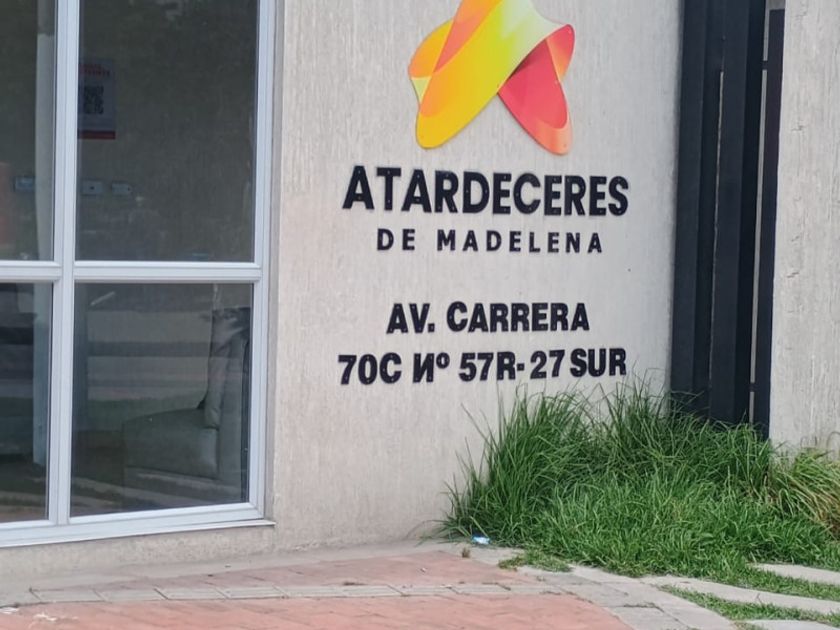 ATARDECERES
DE MADELENA
AV. CARRERA
70C Nº 57R-27 SUR